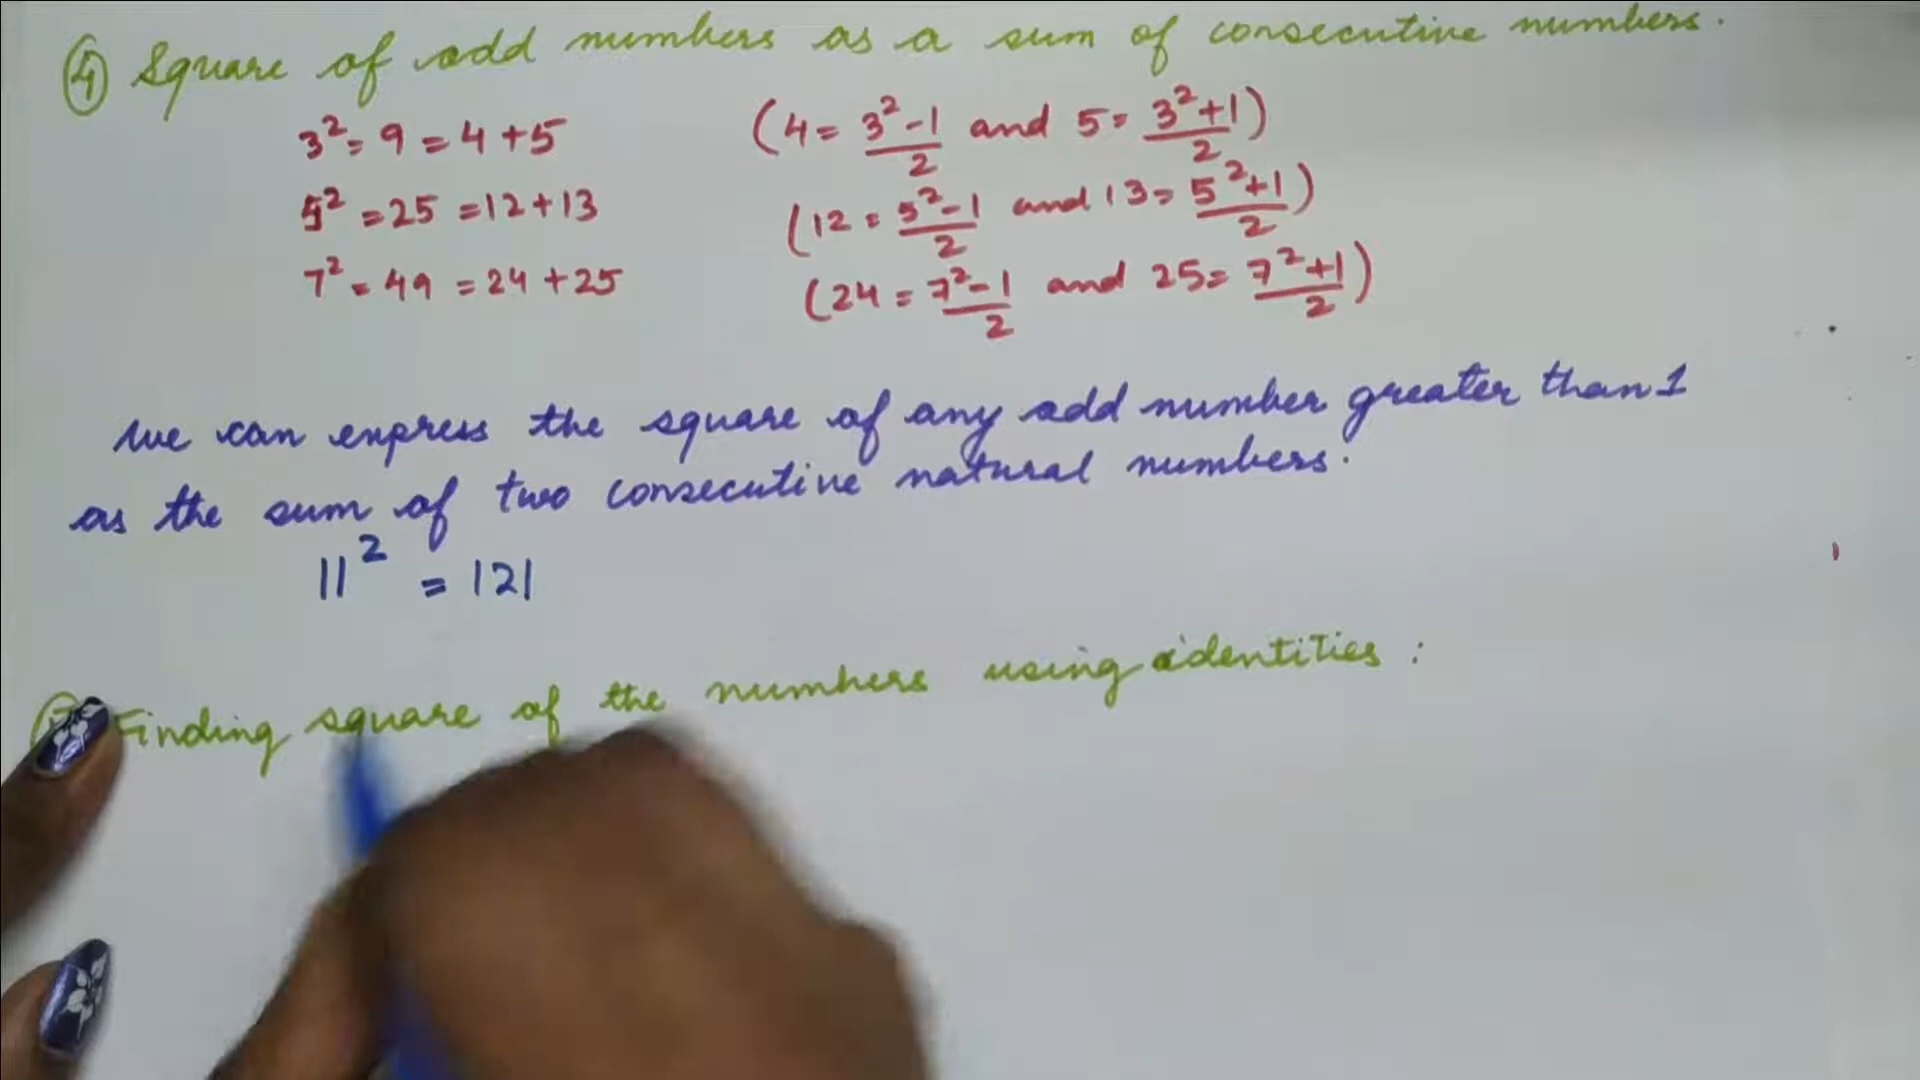 ④ Square of odd numbers as a sum of consecutive numbers.
3² = 9 = 4 + 5 (4 = 3²-1/2 and 5 = 3²+1/2)
5² = 25 = 12 + 13 (12 = 5²-1/2 and 13 = 5²+1/2)
7² = 49 = 24 + 25 (24 = 7²-1/2 and 25 = 7²+1/2)
We can express the square of any odd number greater than 1
as the sum of two consecutive natural numbers.
11² = 121
Finding square of the numbers using identities :